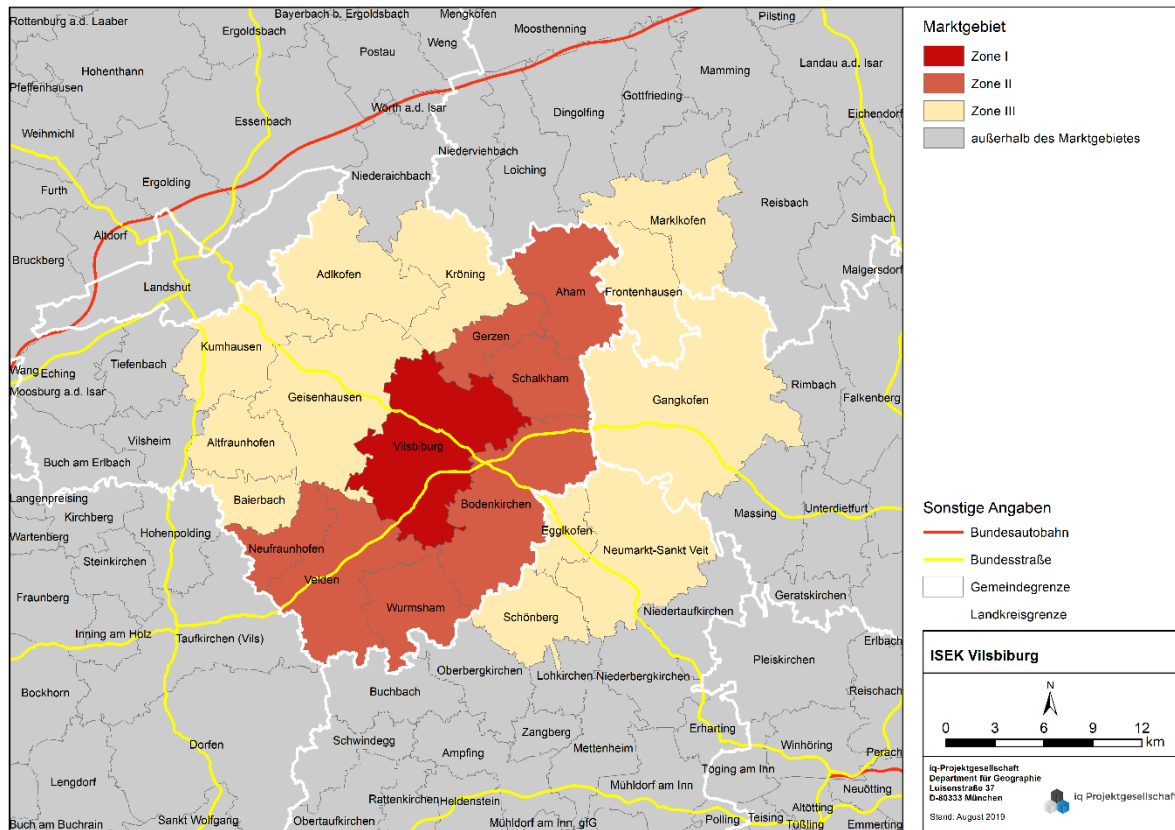 Rottenburg a.d. Laaber
Bayerbach b. Ergoldsbach
Mengkofen
Pilsting
Ergoldsbach
Weng
Moosthenning
Postau
Hohenthann
Landau a.d. Isar
Mamming
Pfeffenhausen
Gottfrieding
Wörth a.d. Isar
Dingolfing
Eichendorf
Essenbach
Weihmichl
Niederviehbach
Loiching
Ergolding
Niederaichbach
Furth
Reisbach
Marklkofen
Simbach
Altdorf
Bruckberg
Adlkofen
Kröning
Malgersdorf
Landshut
Aham
Frontenhausen
Gerzen
Kumhausen
Tiefenbach
Wang
Eching
Schalkham
Rimbach
Moosburg a.d. Isar
Geisenhausen
Gangkofen
Falkenberg
Vilsheim
Altfraunhofen
Vilsbiburg
Buch am Erlbach
Langenpreising
Baierbach
Bodenkirchen
Massing
Unterdietfurt
Kirchberg
Wartenberg
Hohenpolding
Egglkofen
Neufraunhofen
Neumarkt-Sankt Veit
Steinkirchen
Velden
Fraunberg
Wurmsham
Geratskirchen
Schönberg
Niedertaufkirchen
Inning am Holz
Taufkirchen (Vils)
Erlbach
Pleiskirchen
Oberbergkirchen
Lohkirchen
Niederbergkirchen
Bockhorn
Buchbach
Reischach
Erharting
Zangberg
Schwindegg
Ampfing
Mettenheim
Winhöring
Dorfen
Perach
Töging am Inn
Lengdorf
Mühldorf am Inn
Neuötting
Rattenkirchen
Heldenstein
Altötting
Buch am Buchrain
Sankt Wolfgang
Obertaufkirchen
Mühldorf am Inn, gfG
Polling
Teising
Tüßling
Emmerting
Marktgebiet
Zone I
Zone II
Zone III
außerhalb des Marktgebietes
Sonstige Angaben
Bundesautobahn
Bundesstraße
Gemeindegrenze
Landkreisgrenze
ISEK Vilsbiburg
N
0 3 6 9 12
km
iq-Projektgesellschaft
Department für Geographie
Luisenstraße 37
D-80333 München
Stand: August 2019
iq Projektgesellschaft